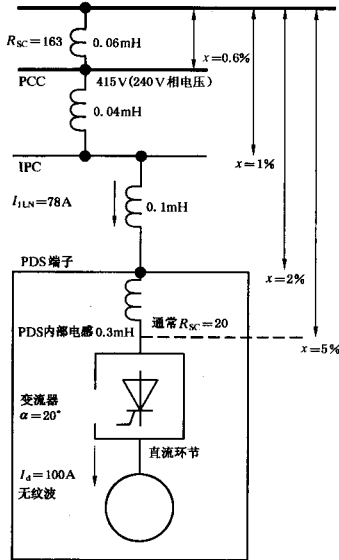 R_SC=163
0.06mH
x=0.6%
PCC
415V(240V相电压)
0.04mH
IPC
x=1%
I_1LN=78A
0.1mH
PDS端子
x=2%
通常R_SC=20
PDS内部电感0.3mH
x=5%
变流器
α=20°
直流环节
I_d=100A
无纹波